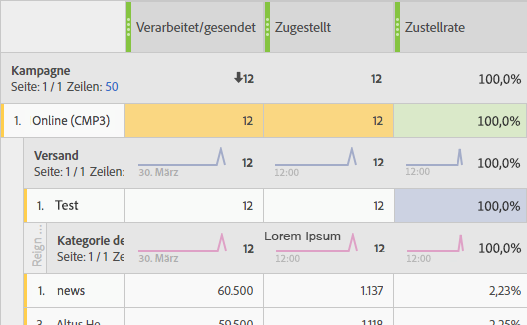 Verarbeitet/gesendet Zugestellt Zustellrate
Kampagne
Seite: 1 / 1 Zeilen: 50 12 12 100,0%
1. Online (CMP3) 12 12 100,0%
Versand
Seite: 1 / 1 Zeilen: 12 12 100,0%
30. März 12:00 12:00
1. Test 12 12 100,0%
Reign ...
Kategorie de Lorem Ipsum
Seite: 1 / 1 Z 12 12 100,0%
30. März 12:00 12:00
1. news 60.500 1.137 2,23%
Altus He 59.500 1.118 2,25%